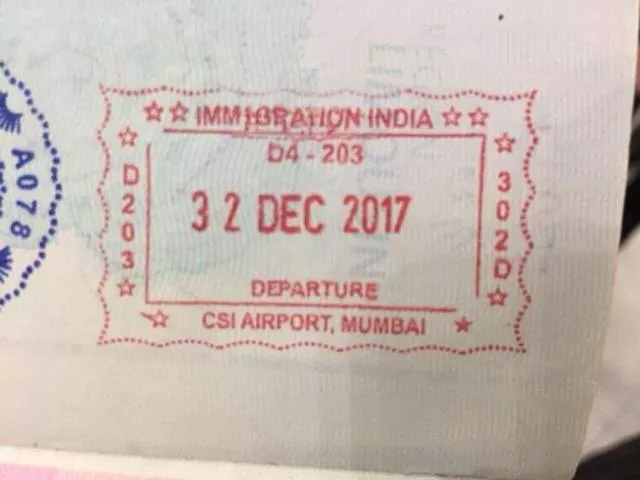 IMMIGRATION INDIA
D4 - 203
32 DEC 2017
DEPARTURE
CSI AIRPORT, MUMBAI
D203
302D
A078